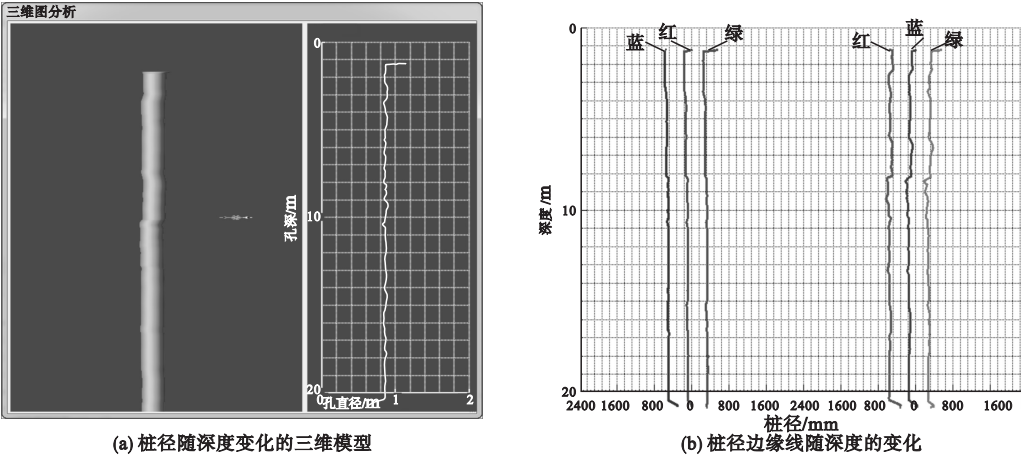 三维图分析
0
10
20
孔深/m
0
孔直径/m
1
2
(a) 桩径随深度变化的三维模型
蓝
红
绿
红
蓝
绿
0
10
20
深度/m
2400 1600 800 0 800 1600 2400 1600 800 0 800 1600
桩径/mm
(b) 桩径边缘线随深度的变化